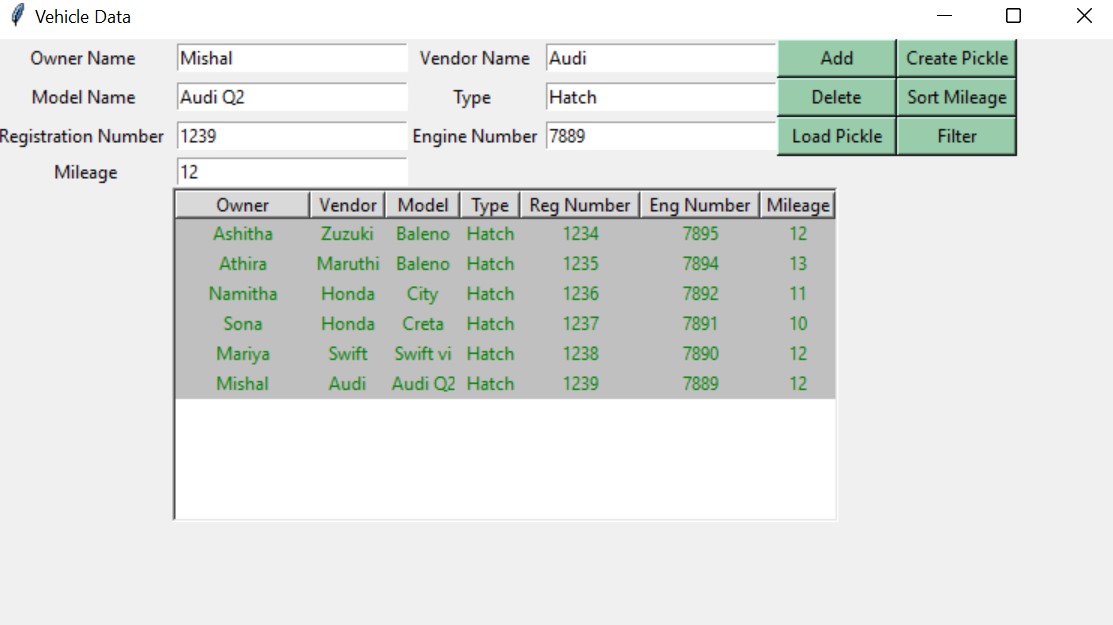 Vehicle Data
Owner Name Mishal Vendor Name Audi Add Create Pickle
Model Name Audi Q2 Type Hatch Delete Sort Mileage
Registration Number 1239 Engine Number 7889 Load Pickle Filter
Mileage 12
Owner Vendor Model Type Reg Number Eng Number Mileage
Ashitha Zuzuki Baleno Hatch 1234 7895 12
Athira Maruthi Baleno Hatch 1235 7894 13
Namitha Honda City Hatch 1236 7892 11
Sona Honda Creta Hatch 1237 7891 10
Mariya Swift Swift vi Hatch 1238 7890 12
Mishal Audi Audi Q2 Hatch 1239 7889 12